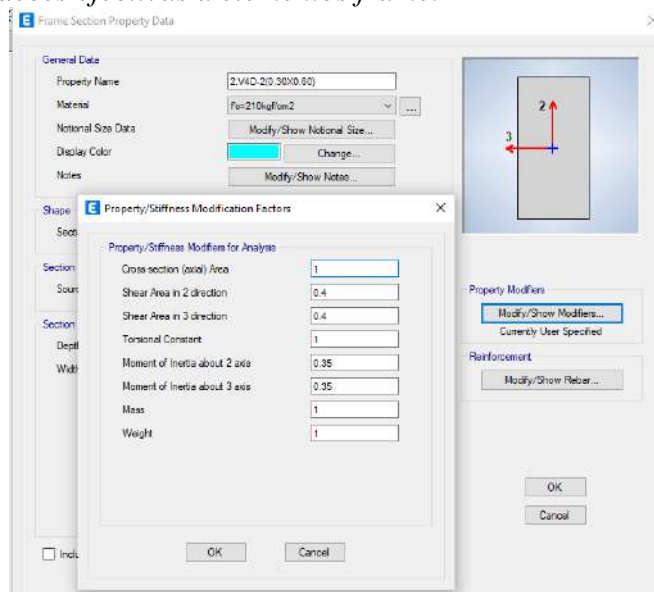 Frame Section Property Data
General Data
Property Name
2.V4D-2(0.30X0.60)
Material
F'c=210kgf/cm2
...
Notional Size Data
Modify/Show Notional Size...
Display Color
Change...
Notes
Modify/Show Notes...
2
3
Shape
Property/Stiffness Modification Factors
Property/Stiffness Modifiers for Analysis
Cross-section (axial) Area
1
Shear Area in 2 direction
0.4
Shear Area in 3 direction
0.4
Torsional Constant
1
Moment of Inertia about 2 axis
0.35
Moment of Inertia about 3 axis
0.35
Mass
1
Weight
1
OK
Cancel
Section
Sourc
Section
Depth
Width
Property Modifiers
Modify/Show Modifiers...
Currently User Specified
Reinforcement
Modify/Show Rebar...
OK
Cancel
Inclu